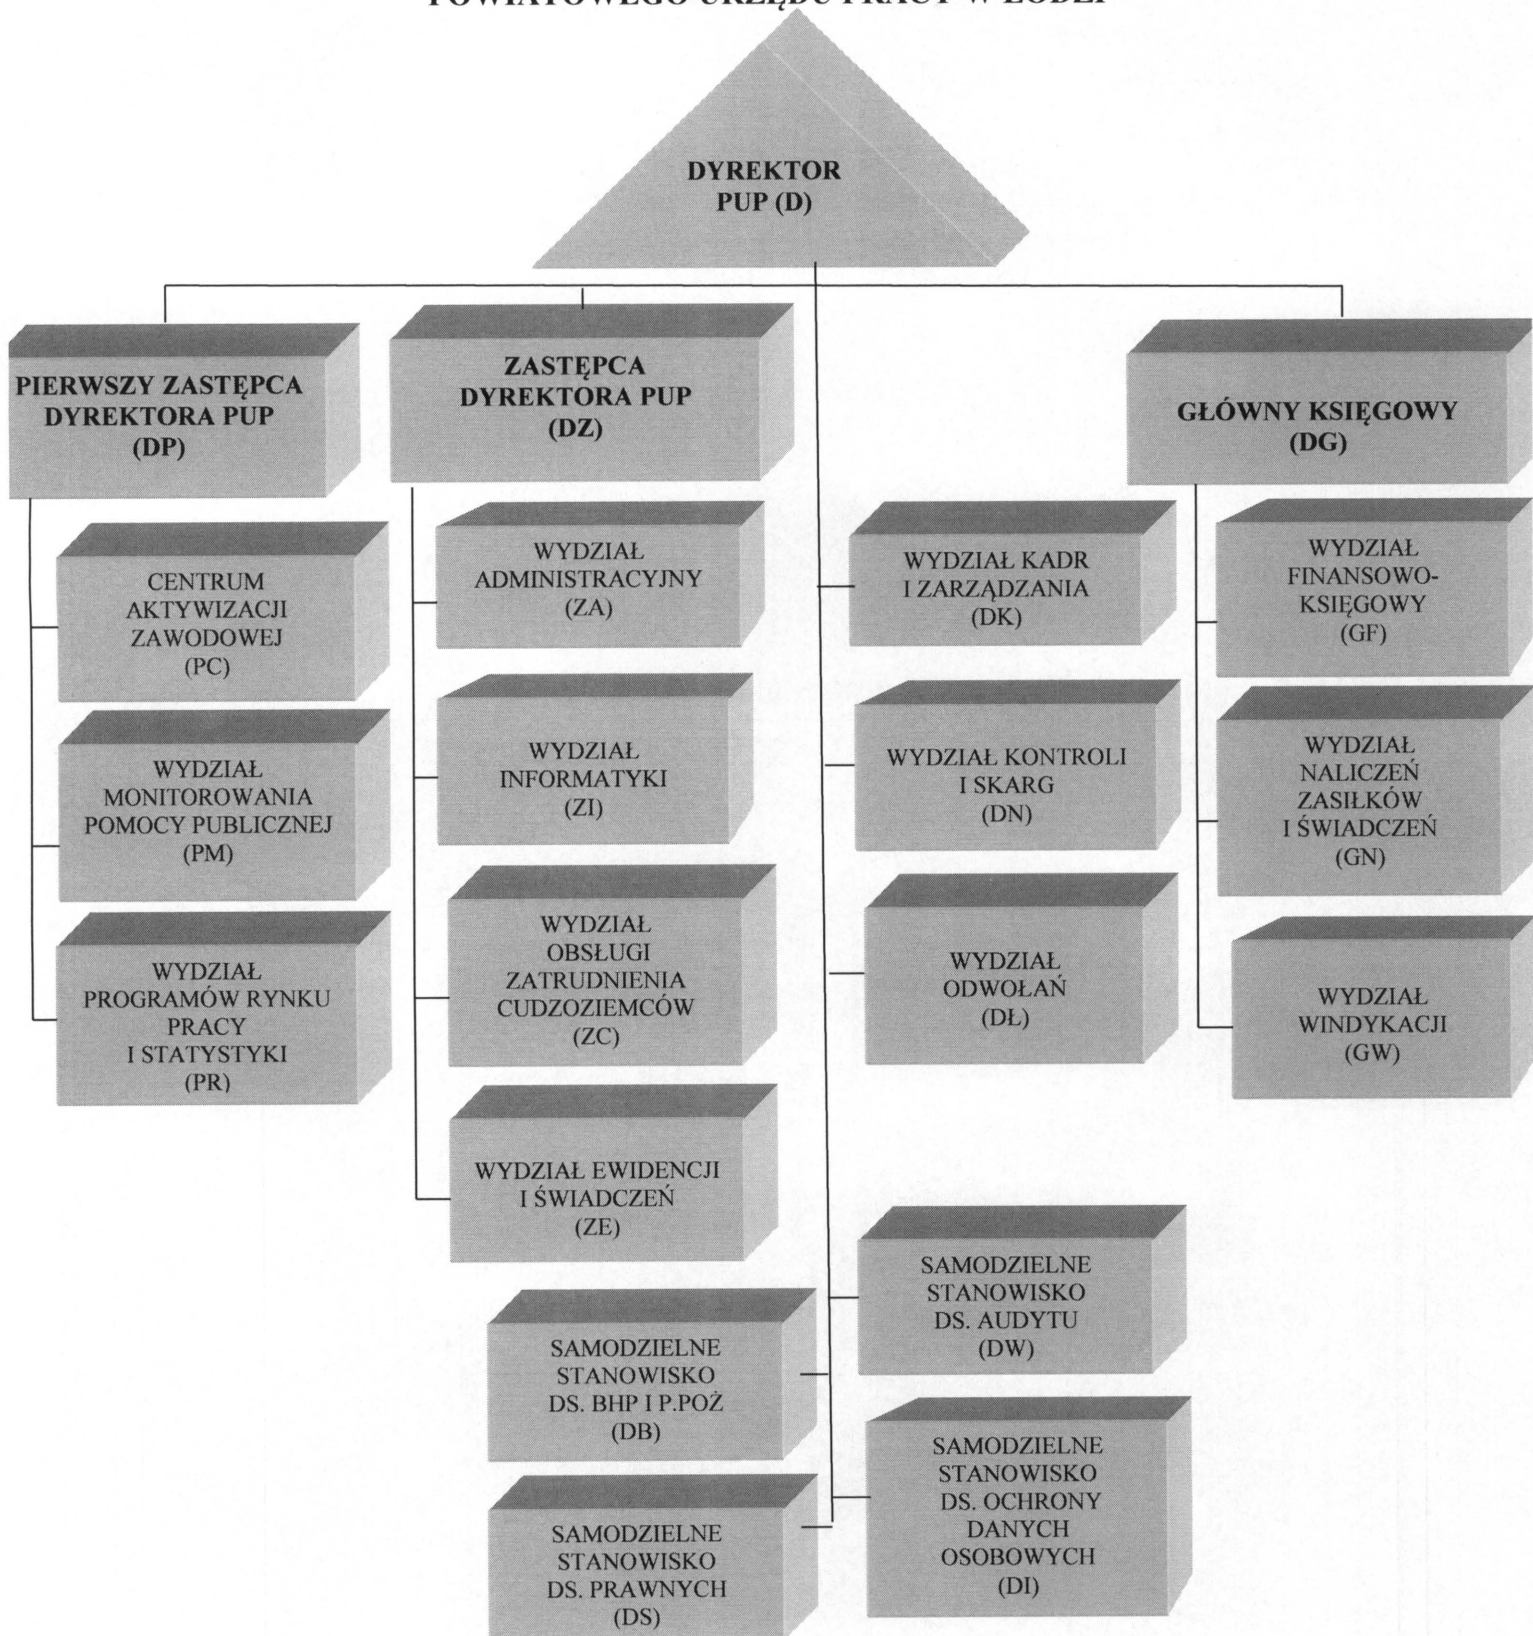 POWIATOWEGO URZĘDU PRACY W ŁODZI
DYREKTOR
PUP (D)
PIERWSZY ZASTĘPCA
DYREKTORA PUP
(DP)
ZASTĘPCA
DYREKTORA PUP
(DZ)
GŁÓWNY KSIĘGOWY
(DG)
CENTRUM
AKTYWIZACJI
ZAWODOWEJ
(PC)
WYDZIAŁ
MONITOROWANIA
POMOCY PUBLICZNEJ
(PM)
WYDZIAŁ
PROGRAMÓW RYNKU
PRACY
I STATYSTYKI
(PR)
WYDZIAŁ
ADMINISTRACYJNY
(ZA)
WYDZIAŁ
INFORMATYKI
(ZI)
WYDZIAŁ
OBSŁUGI
ZATRUDNIENIA
CUDZOZIEMCÓW
(ZC)
WYDZIAŁ EWIDENCJI
I ŚWIADCZEŃ
(ZE)
WYDZIAŁ KADR
I ZARZĄDZANIA
(DK)
WYDZIAŁ KONTROLI
I SKARG
(DN)
WYDZIAŁ
ODWOŁAŃ
(DŁ)
WYDZIAŁ
FINANSOWO-
KSIĘGOWY
(GF)
WYDZIAŁ
NALICZEŃ
ZASIŁKÓW
I ŚWIADCZEŃ
(GN)
WYDZIAŁ
WINDYKACJI
(GW)
SAMODZIELNE
STANOWISKO
DS. AUDYTU
(DW)
SAMODZIELNE
STANOWISKO
DS. BHP I P.POŻ
(DB)
SAMODZIELNE
STANOWISKO
DS. OCHRONY
DANYCH
OSOBOWYCH
(DI)
SAMODZIELNE
STANOWISKO
DS. PRAWNYCH
(DS)